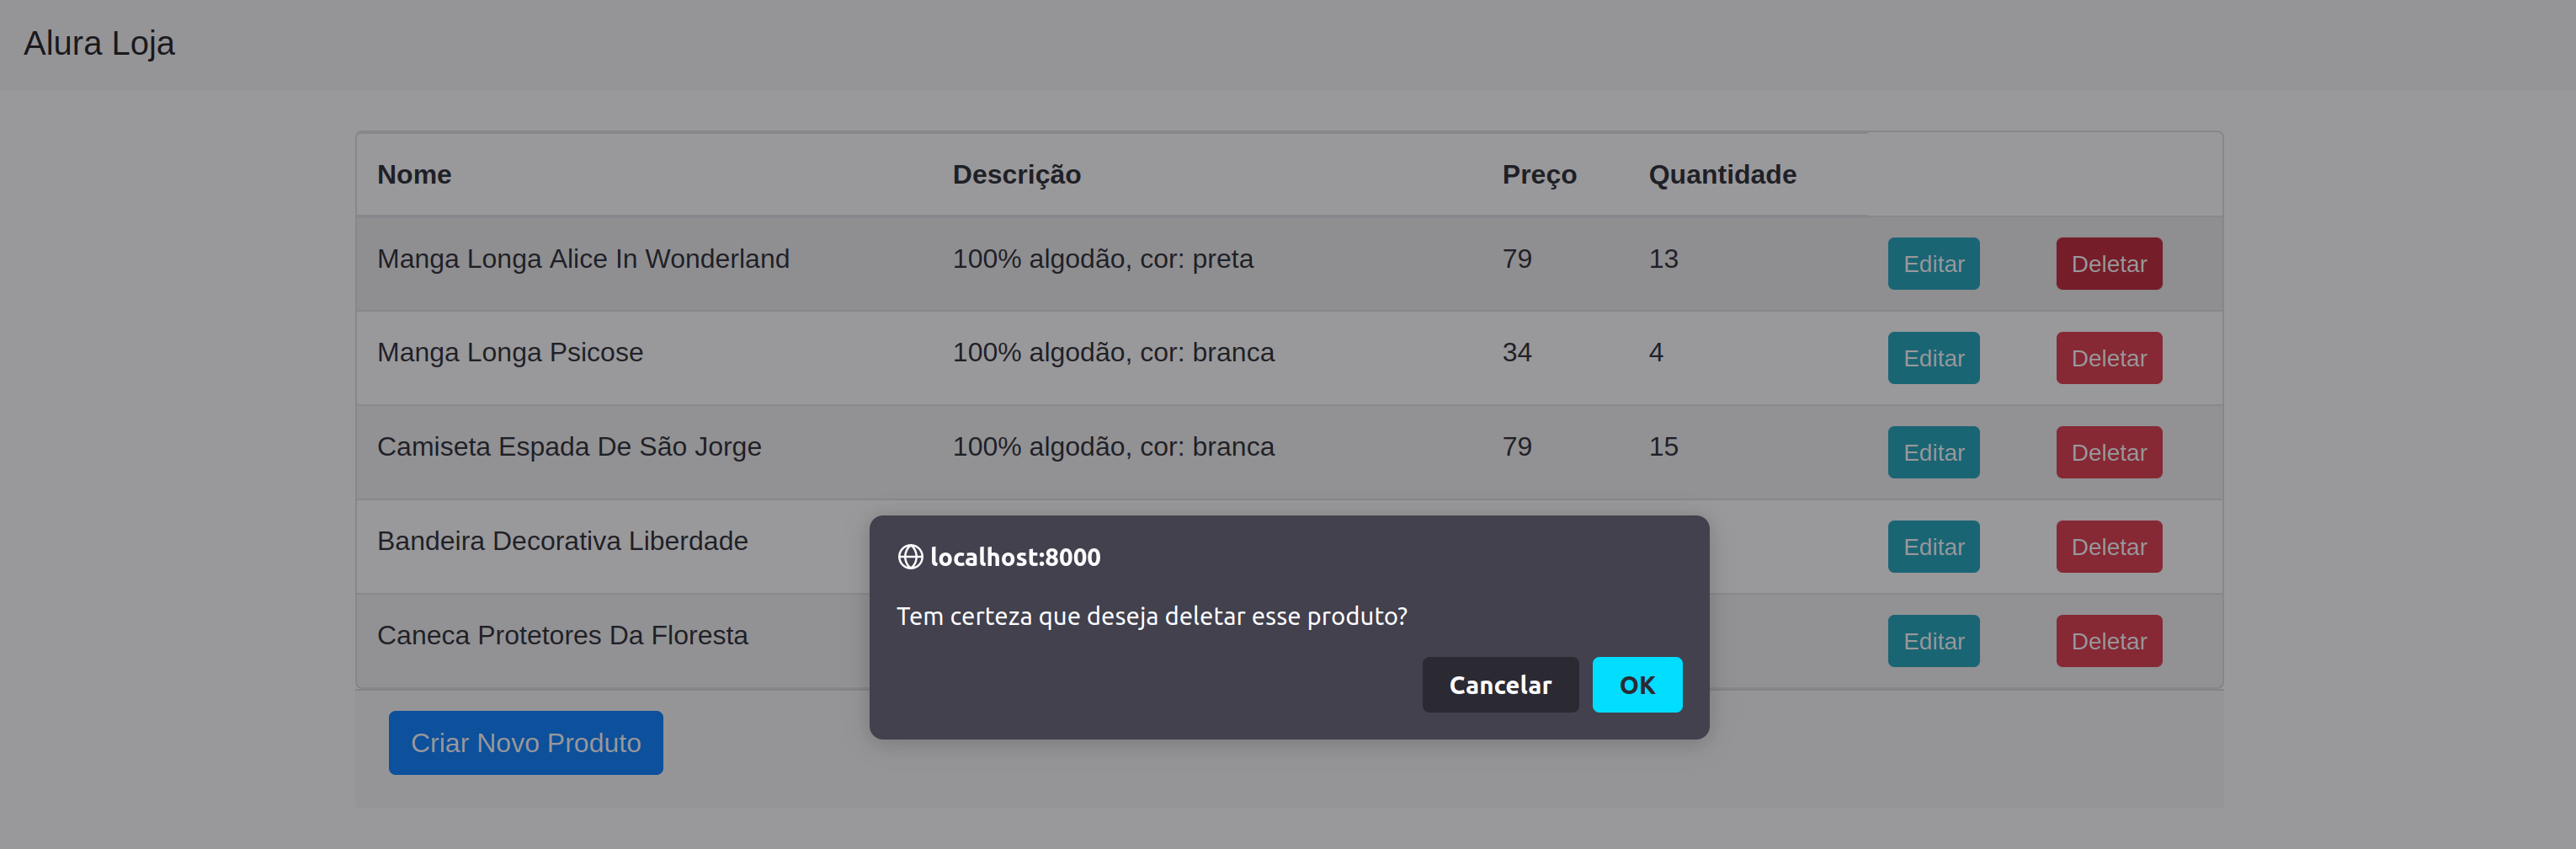 Alura Loja
Nome Descrição Preço Quantidade
Manga Longa Alice In Wonderland 100% algodão, cor: preta 79 13 Editar Deletar
Manga Longa Psicose 100% algodão, cor: branca 34 4 Editar Deletar
Camiseta Espada De São Jorge 100% algodão, cor: branca 79 15 Editar Deletar
Bandeira Decorativa Liberdade Editar Deletar
Caneca Protetores Da Floresta Editar Deletar
Criar Novo Produto
localhost:8000
Tem certeza que deseja deletar esse produto?
Cancelar OK